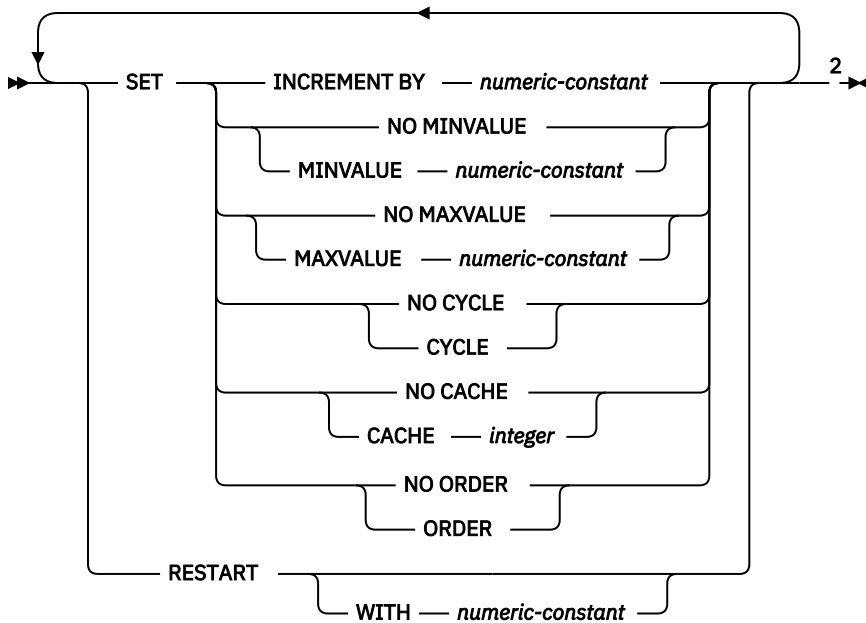 2
SET INCREMENT BY numeric-constant
NO MINVALUE
MINVALUE numeric-constant
NO MAXVALUE
MAXVALUE numeric-constant
NO CYCLE
CYCLE
NO CACHE
CACHE integer
NO ORDER
ORDER
RESTART
WITH numeric-constant